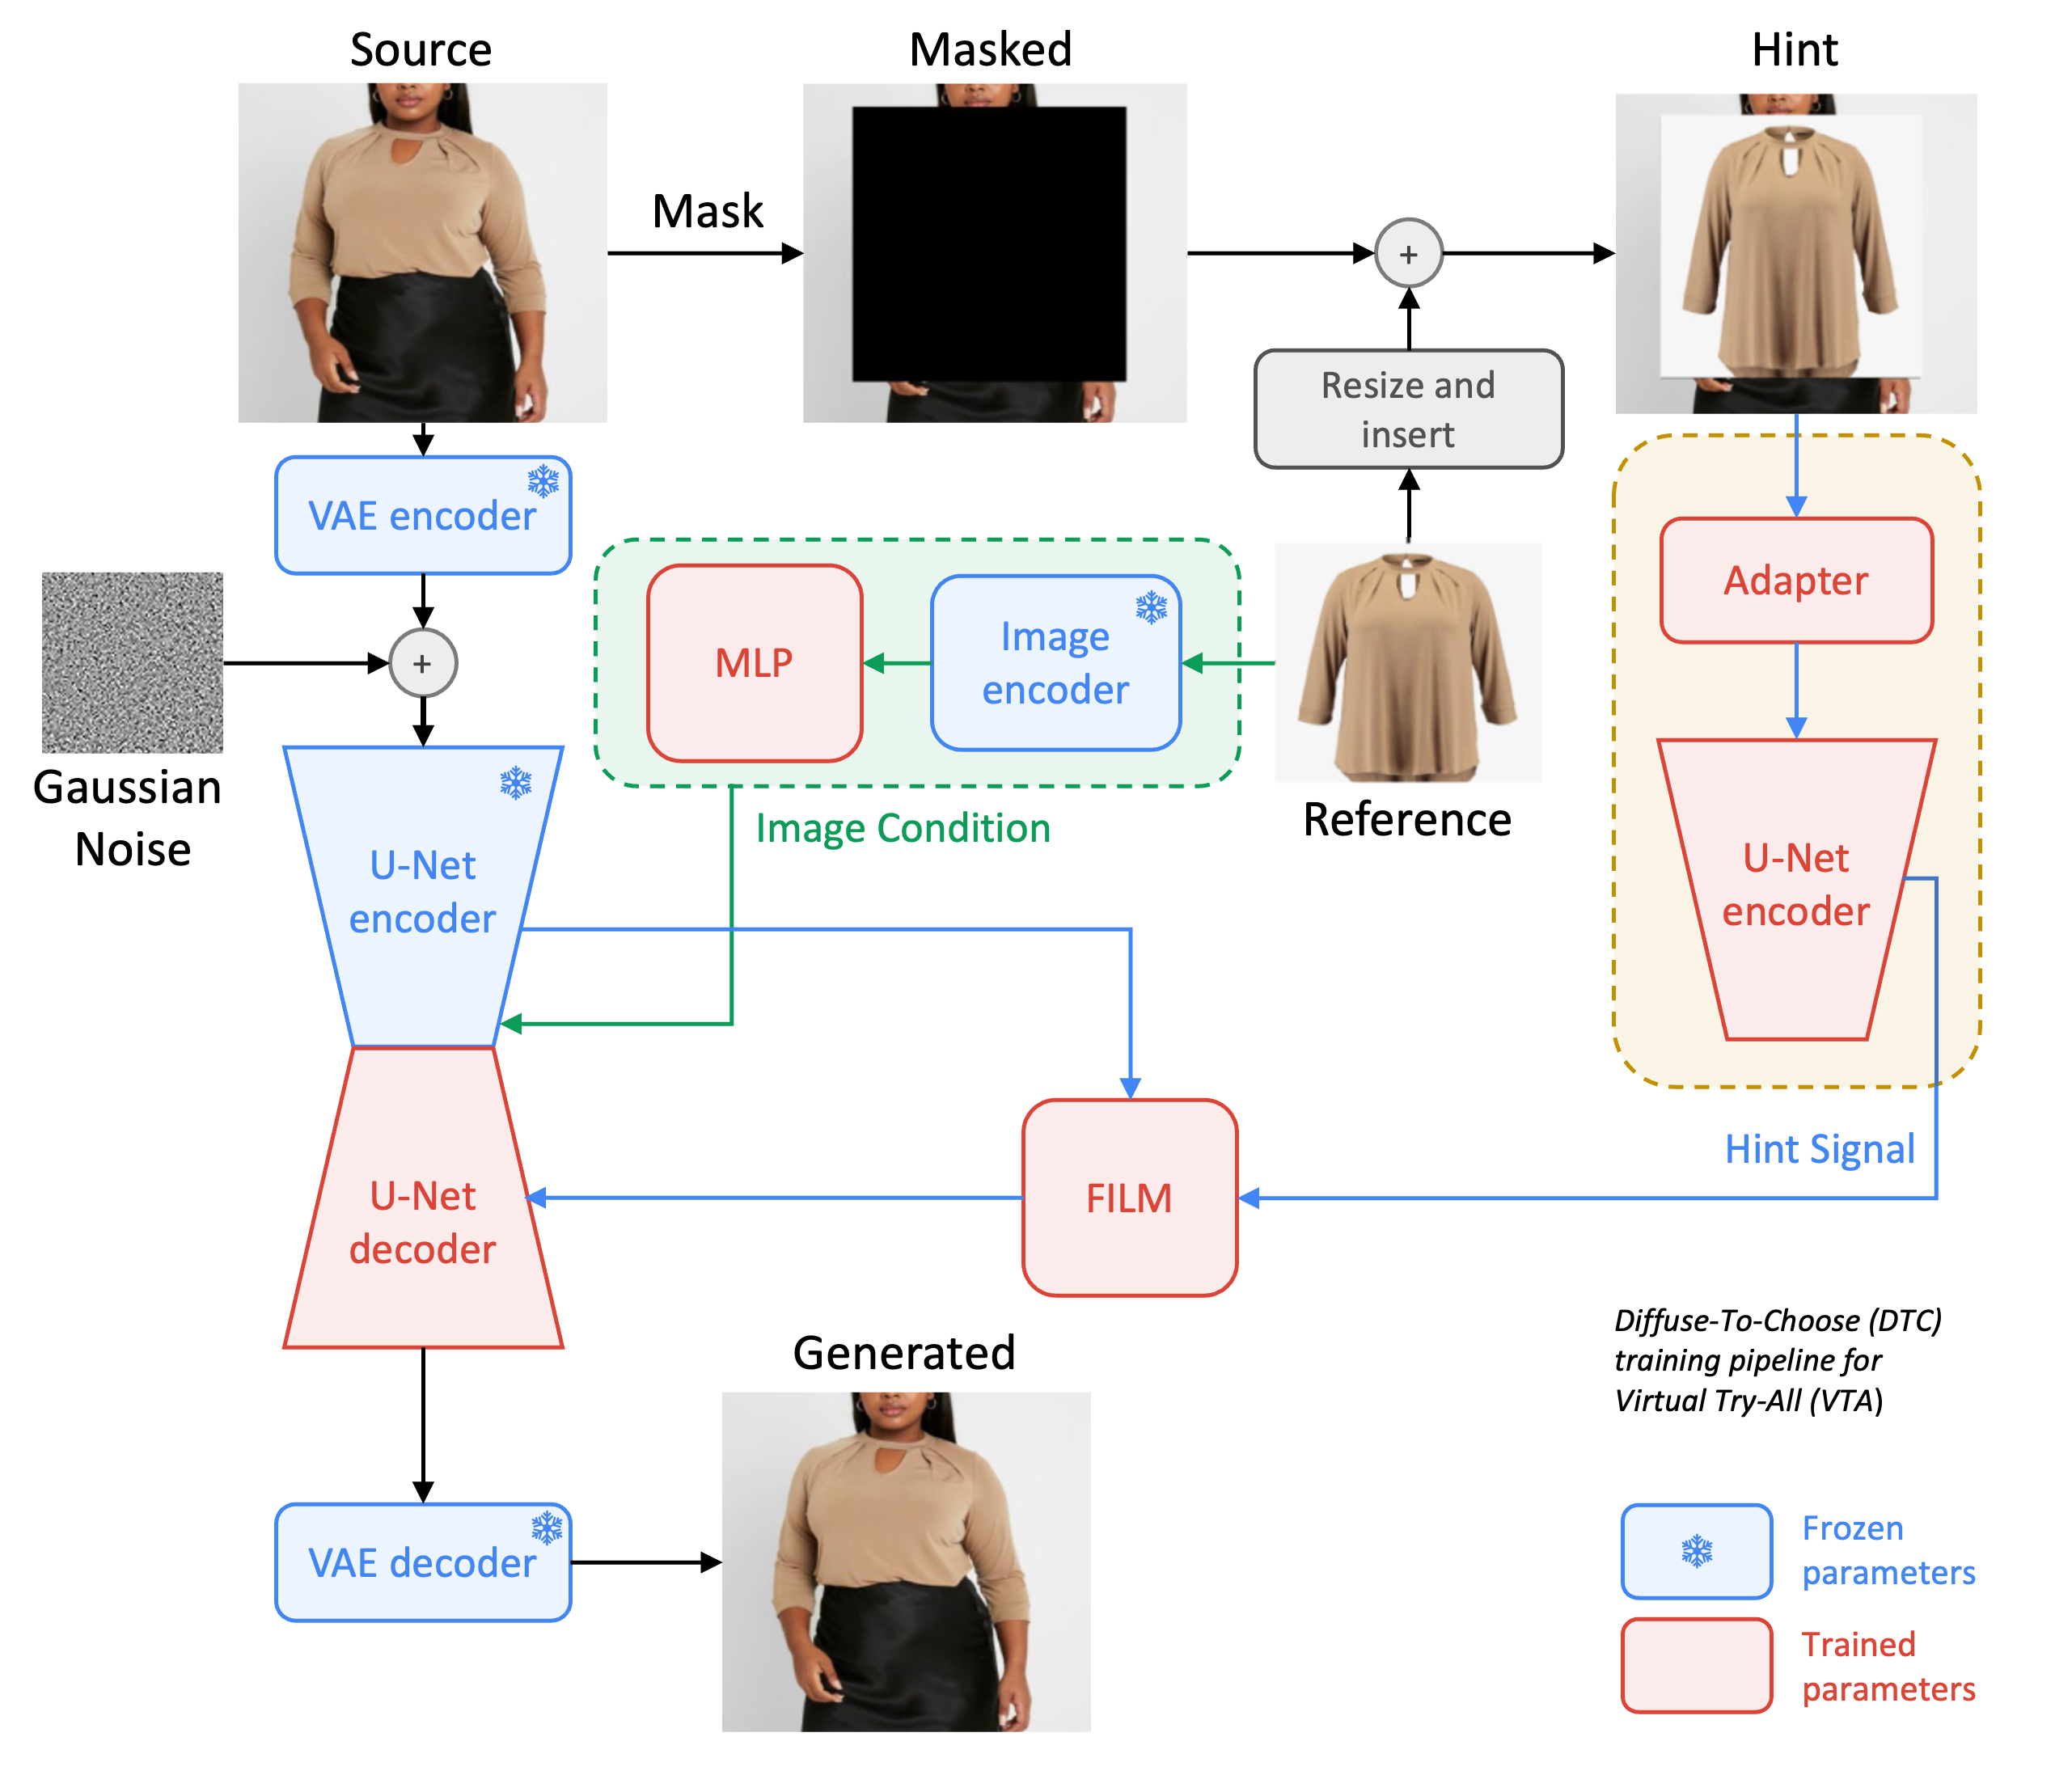 Source
Masked
Hint
Mask
+
Resize and
insert
VAE encoder
Adapter
MLP
Image
encoder
+
Gaussian
Noise
Image Condition
Reference
U-Net
encoder
U-Net
encoder
Hint Signal
U-Net
decoder
FILM
Diffuse-To-Choose (DTC)
training pipeline for
Virtual Try-All (VTA)
Generated
VAE decoder
Frozen
parameters
Trained
parameters